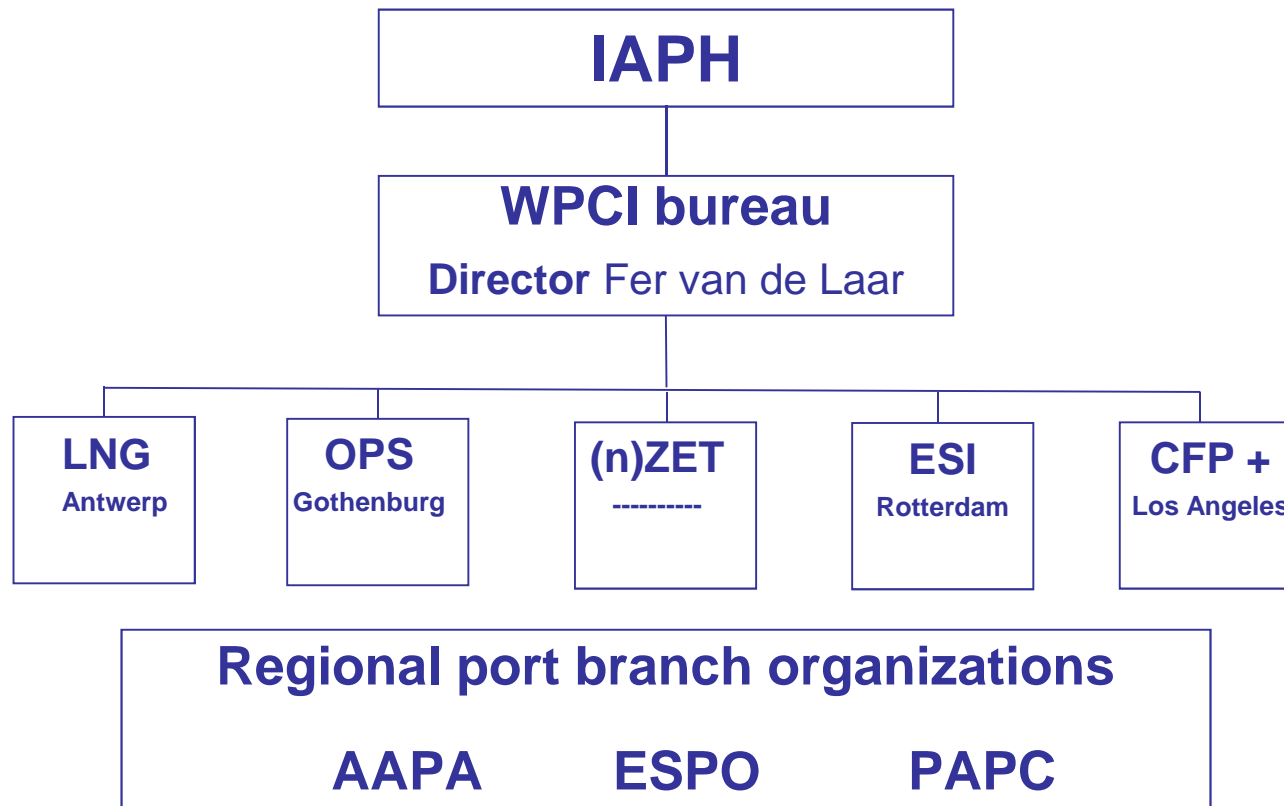 IAPH
WPCI bureau
Director Fer van de Laar
LNG
Antwerp
OPS
Gothenburg
(n)ZET
----------
ESI
Rotterdam
CFP +
Los Angeles
Regional port branch organizations
AAPA ESPO PAPC